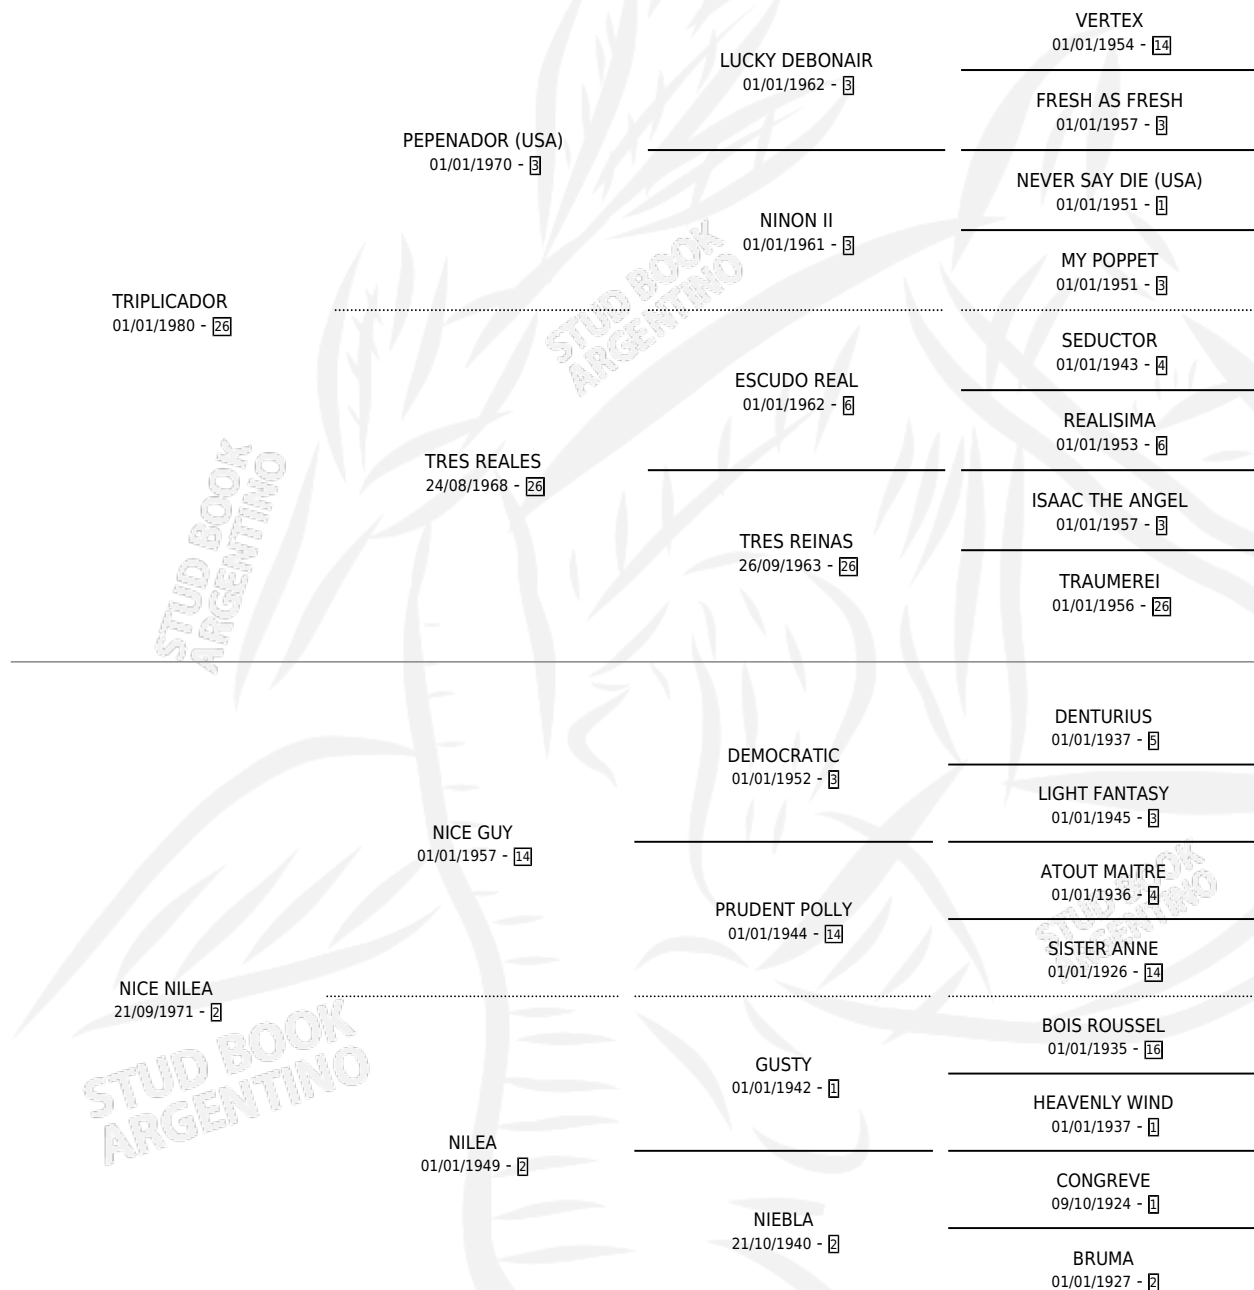 VERTEX
01/01/1954 - 14
LUCKY DEBONAIR
01/01/1962 - 3
FRESH AS FRESH
01/01/1957 - 3
PEPENADOR (USA)
01/01/1970 - 3
NEVER SAY DIE (USA)
01/01/1951 - 1
NINON II
01/01/1961 - 3
MY POPPET
01/01/1951 - 3
TRIPLICADOR
01/01/1980 - 26
SEDUCTOR
01/01/1943 - 4
ESCUDO REAL
01/01/1962 - 6
REALISIMA
01/01/1953 - 6
TRES REALES
24/08/1968 - 26
ISAAC THE ANGEL
01/01/1957 - 3
TRES REINAS
26/09/1963 - 26
TRAUMEREI
01/01/1956 - 26
STUD BOOK
ARGENTINO
STUD BOOK
ARGENTINO
DENTURIUS
01/01/1937 - 5
DEMOCRATIC
01/01/1952 - 3
LIGHT FANTASY
01/01/1945 - 3
NICE GUY
01/01/1957 - 14
ATOUT MAITRE
01/01/1936 - 4
PRUDENT POLLY
01/01/1944 - 14
SISTER ANNE
01/01/1926 - 14
STUD BOOK
ARGENTINO
NICE NILEA
21/09/1971 - 2
BOIS ROUSSEL
01/01/1935 - 16
GUSTY
01/01/1942 - 1
HEAVENLY WIND
01/01/1937 - 1
STUD BOOK
ARGENTINO
NILEA
01/01/1949 - 2
CONGREVE
09/10/1924 - 1
NIEBLA
21/10/1940 - 2
BRUMA
01/01/1927 - 2